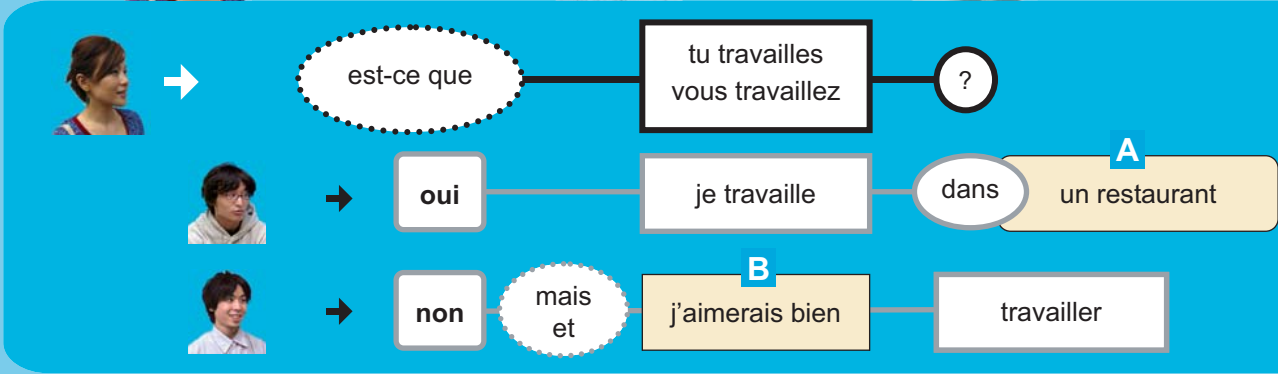 est-ce que
tu travailles
vous travaillez
?
A
oui
je travaille
dans
un restaurant
B
non
mais
et
j'aimerais bien
travailler